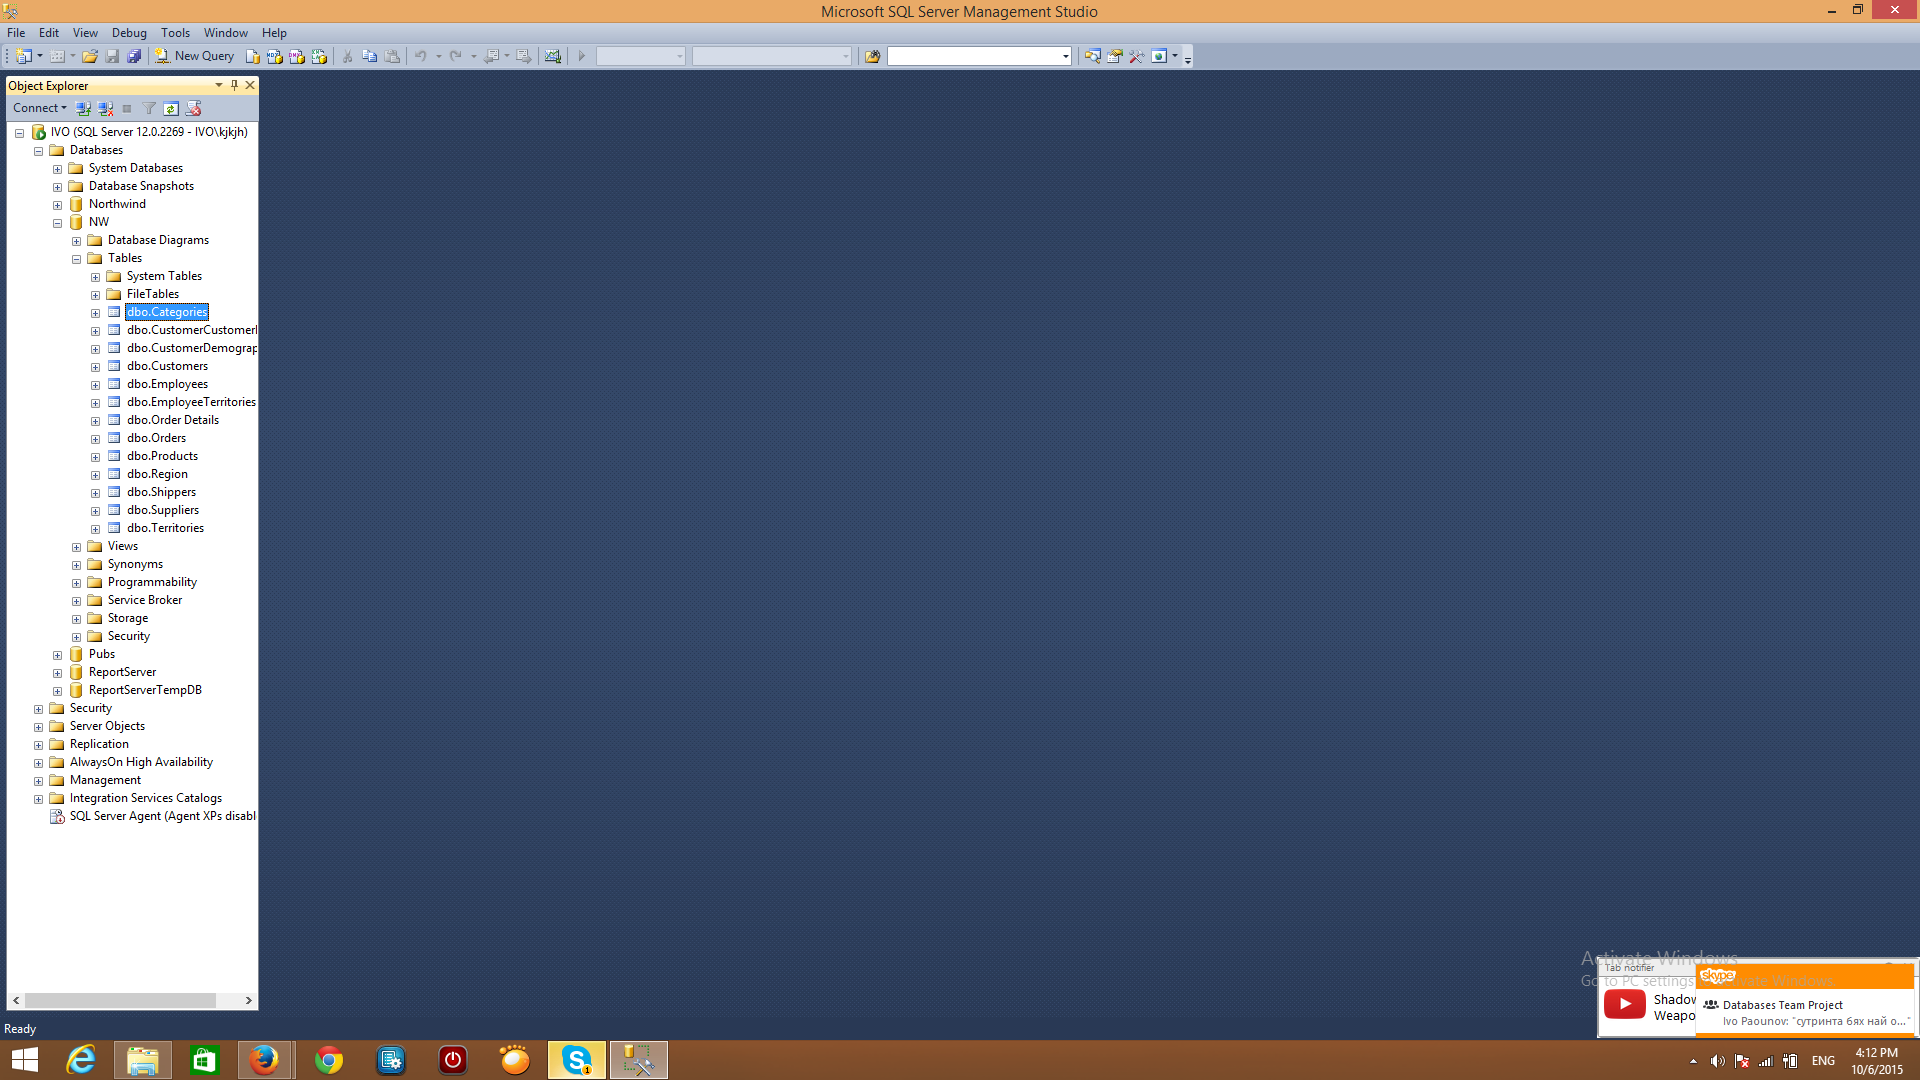 Microsoft SQL Server Management Studio
File Edit View Debug Tools Window Help
New Query
Object Explorer
Connect
IVO (SQL Server 12.0.2269 - IVO\kjkjh)
Databases
System Databases
Database Snapshots
Northwind
NW
Database Diagrams
Tables
System Tables
FileTables
dbo.Categories
dbo.CustomerCustomer
dbo.CustomerDemograp
dbo.Customers
dbo.Employees
dbo.EmployeeTerritories
dbo.Order Details
dbo.Orders
dbo.Products
dbo.Region
dbo.Shippers
dbo.Suppliers
dbo.Territories
Views
Synonyms
Programmability
Service Broker
Storage
Security
Pubs
ReportServer
ReportServerTempDB
Security
Server Objects
Replication
AlwaysOn High Availability
Management
Integration Services Catalogs
SQL Server Agent (Agent XPs disabl
Activate Windows
Go to PC settings to activate Windows.
Tab notifier
skype
Shadow
Weapo
Databases Team Project
Ivo Paounov: "сутринта бях най о..."
Ready
1
ENG
4:12 PM
10/6/2015